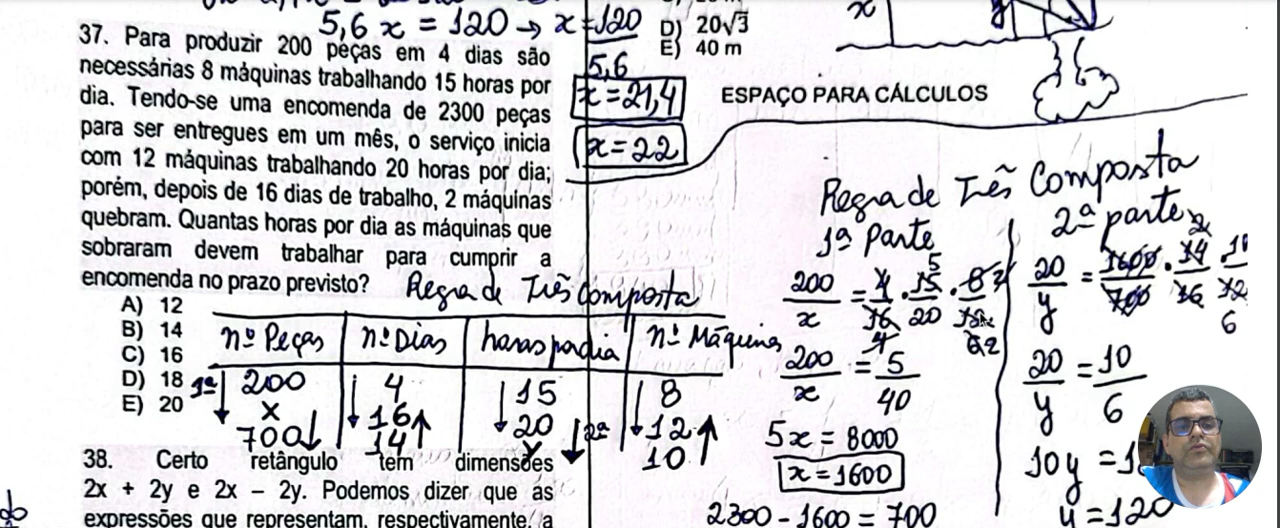 5,6 x = 120 → x = 120
5,6
x = 21,4
x = 22
37. Para produzir 200 peças em 4 dias são
necessárias 8 máquinas trabalhando 15 horas por
dia. Tendo-se uma encomenda de 2300 peças
para ser entregues em um mês, o serviço inicia
com 12 máquinas trabalhando 20 horas por dia;
porém, depois de 16 dias de trabalho, 2 máquinas
quebram. Quantas horas por dia as máquinas que
sobraram devem trabalhar para cumprir a
encomenda no prazo previsto?
Regra de Três composta
A) 12
B) 14
C) 16
D) 18
E) 20
nº Peças nº Dias horas por dia nº Máquinas
1ª 200 4 15 8
x 16 20 12
700 14 y 2ª 10
38. Certo retângulo tem dimensões
2x + 2y e 2x – 2y. Podemos dizer que as
expressões que representam, respectivamente, a
D) 20√3
E) 40 m
x y
ESPAÇO PARA CÁLCULOS
Regra de Três Composta
1ª Parte
200/x = 4/16 · 15/20 · 8/12
200/x = 5/40
5x = 8000
x = 1600
2300 - 1600 = 700
2ª parte
20/y = 1600/700 · 14/16 · 10/12
20/y = 10/6
10y =
y = 120